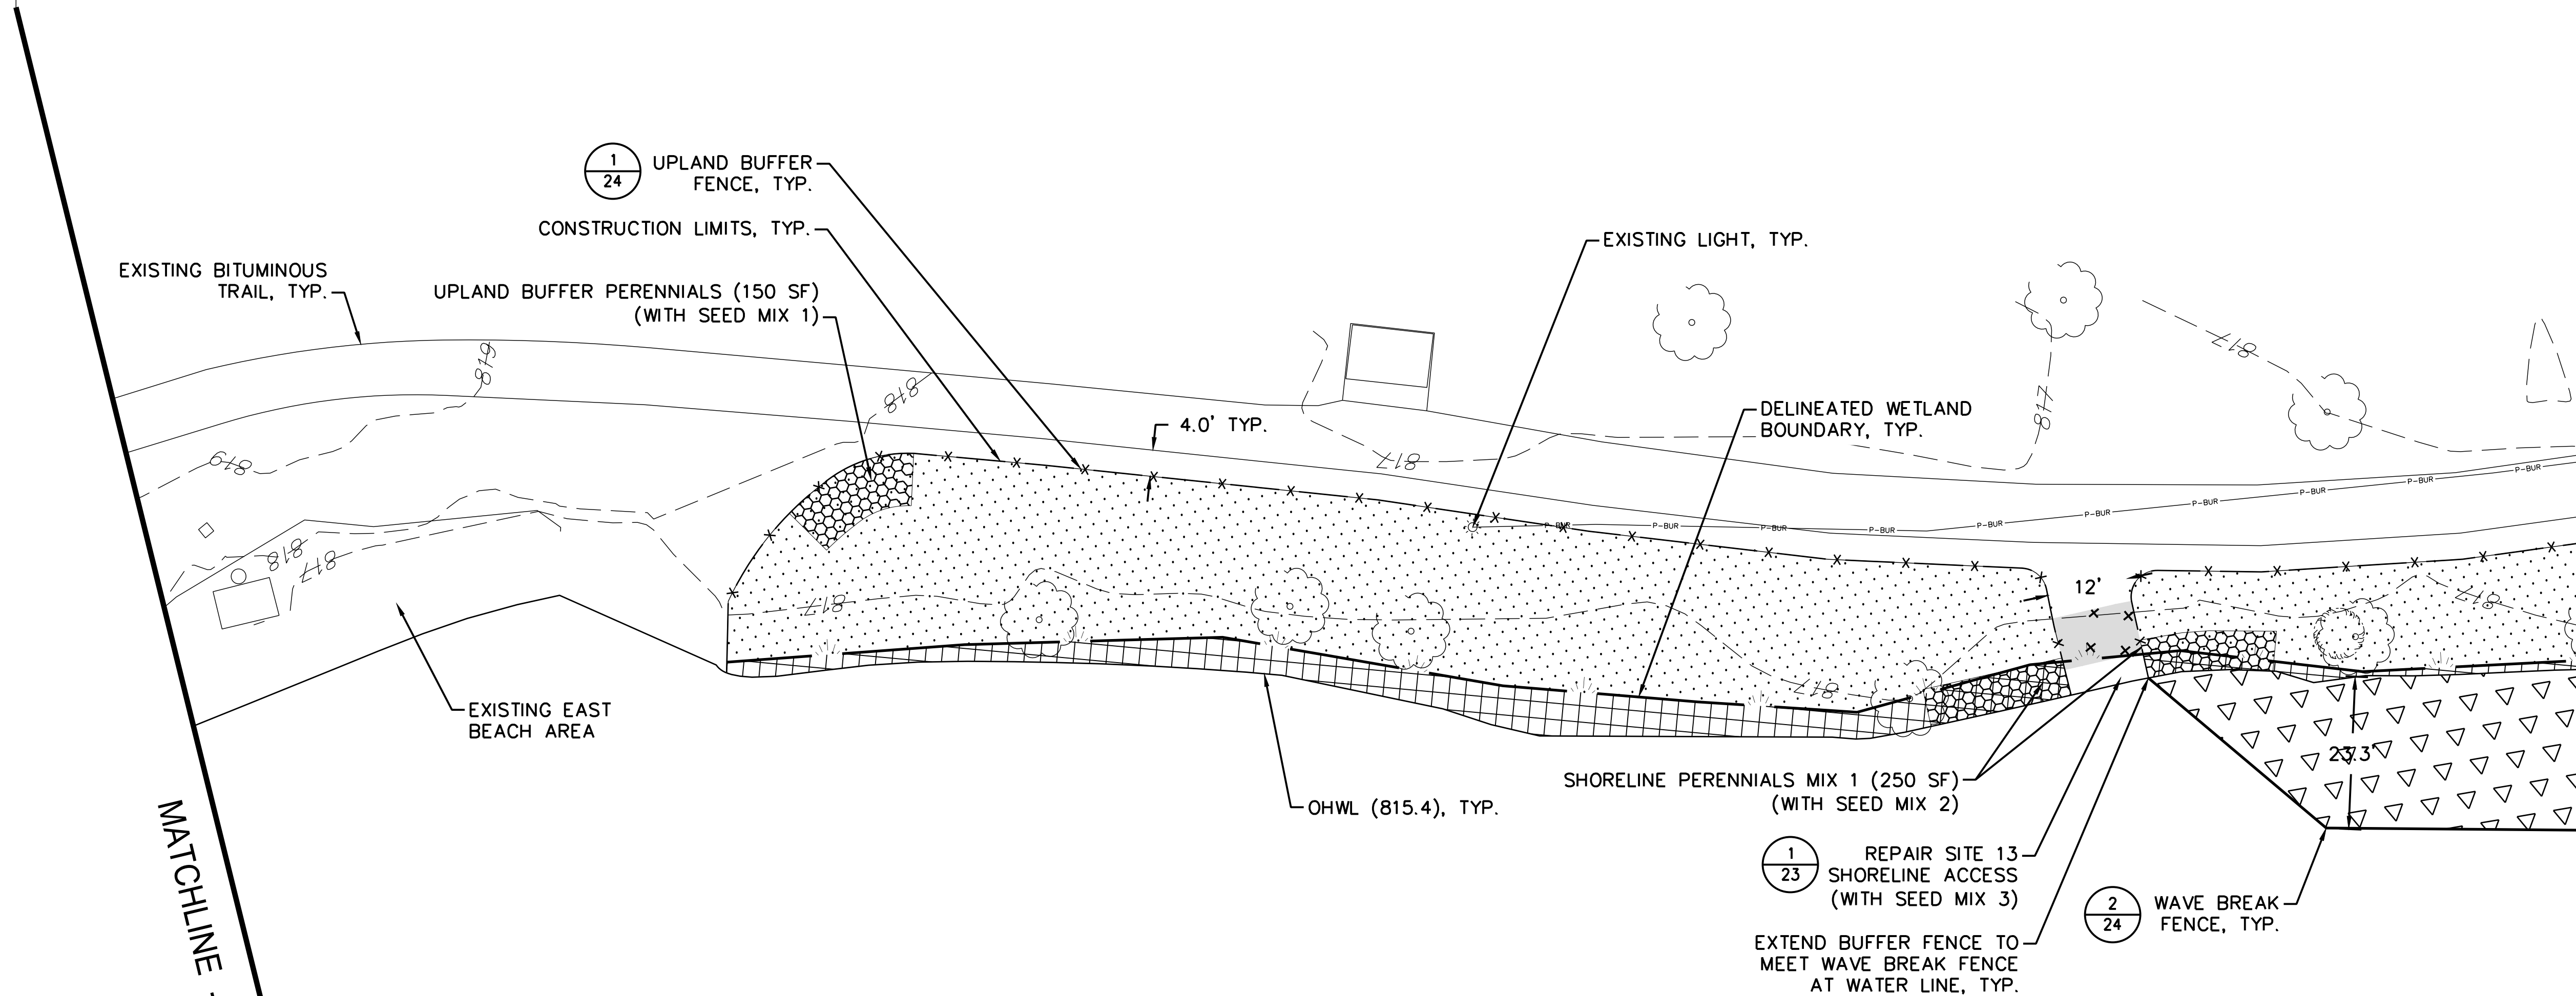 1
24
UPLAND BUFFER
FENCE, TYP.
CONSTRUCTION LIMITS, TYP.
EXISTING LIGHT, TYP.
EXISTING BITUMINOUS
TRAIL, TYP.
UPLAND BUFFER PERENNIALS (150 SF)
(WITH SEED MIX 1)
819
818
817
4.0' TYP.
DELINEATED WETLAND
BOUNDARY, TYP.
817
817
819
P-BUR
P-BUR
P-BUR
P-BUR
P-BUR
P-BUR
P-BUR
P-BUR
P-BUR
P-BUR
818
817
817
12'
817
817
EXISTING EAST
BEACH AREA
23.3'
SHORELINE PERENNIALS MIX 1 (250 SF)
(WITH SEED MIX 2)
OHWL (815.4), TYP.
MATCHLINE
1
23
REPAIR SITE 13
SHORELINE ACCESS
(WITH SEED MIX 3)
2
24
WAVE BREAK
FENCE, TYP.
EXTEND BUFFER FENCE TO
MEET WAVE BREAK FENCE
AT WATER LINE, TYP.